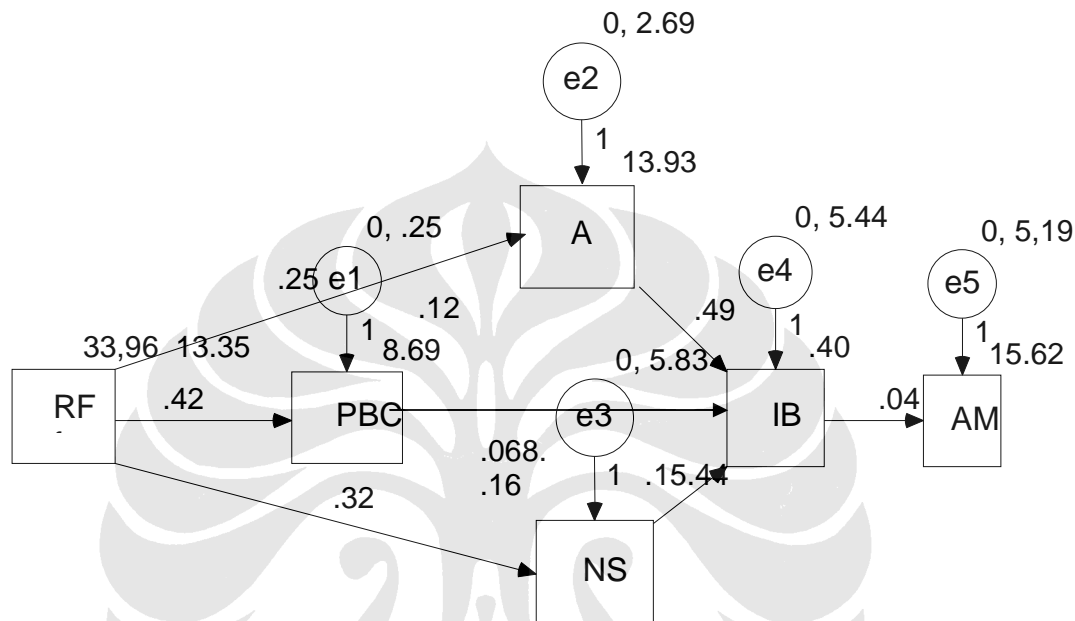 0, 2.69
e2
1
13.93
A
0, .25
.25
e1
.12
0, 5.44
e4
0, 5,19
e5
.49
33,96
13.35
1
8.69
0, 5.83
1
.40
1
15.62
RF
.42
PBC
e3
IB
.04
AM
.068.
.16
1
.15.44
.32
NS